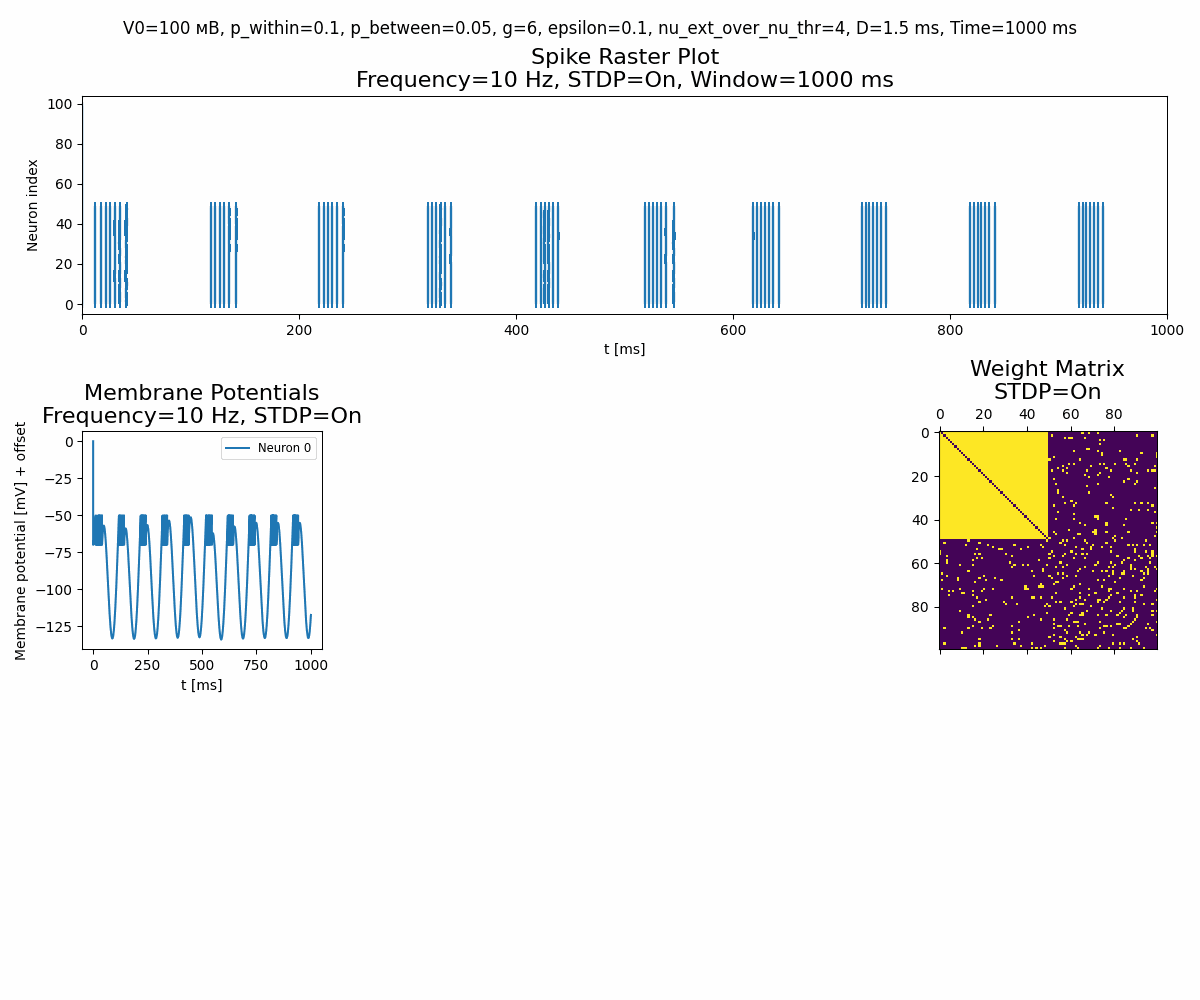 V0=100 мВ, p_within=0.1, p_between=0.05, g=6, epsilon=0.1, nu_ext_over_nu_thr=4, D=1.5 ms, Time=1000 ms
Spike Raster Plot
Frequency=10 Hz, STDP=On, Window=1000 ms
100
80
60
40
20
0
Neuron index
0 200 400 600 800 1000
t [ms]
Membrane Potentials
Frequency=10 Hz, STDP=On
Neuron 0
0
−25
−50
−75
−100
−125
Membrane potential [mV] + offset
0 250 500 750 1000
t [ms]
Weight Matrix
STDP=On
0 20 40 60 80
0
20
40
60
80